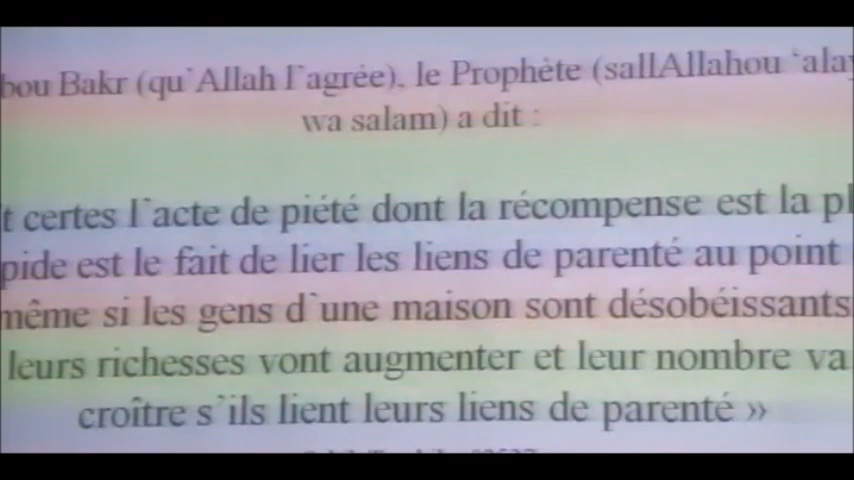 bou Bakr (qu'Allah l'agrée), le Prophète (sallAllahou 'alay
wa salam) a dit :
t certes l'acte de piété dont la récompense est la pl
pide est le fait de lier les liens de parenté au point
même si les gens d'une maison sont désobéissants
leurs richesses vont augmenter et leur nombre va
croître s'ils lient leurs liens de parenté »